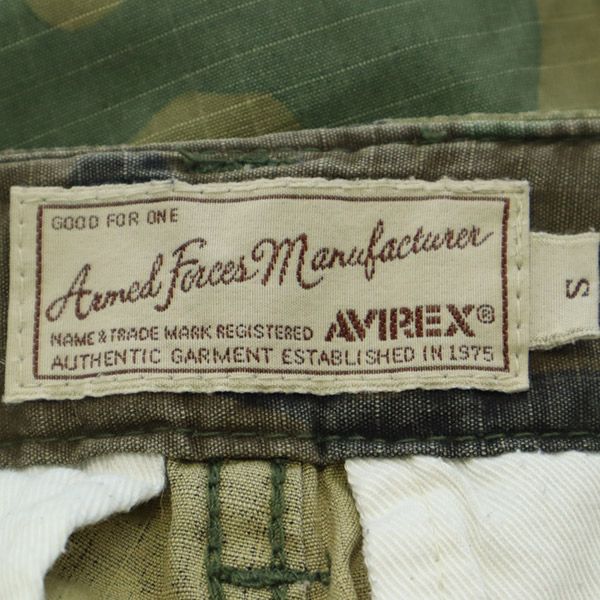 GOOD FOR ONE
Armed Forces Manufacturer
NAME & TRADE MARK REGISTERED AVIREX®
AUTHENTIC GARMENT ESTABLISHED IN 1975
S